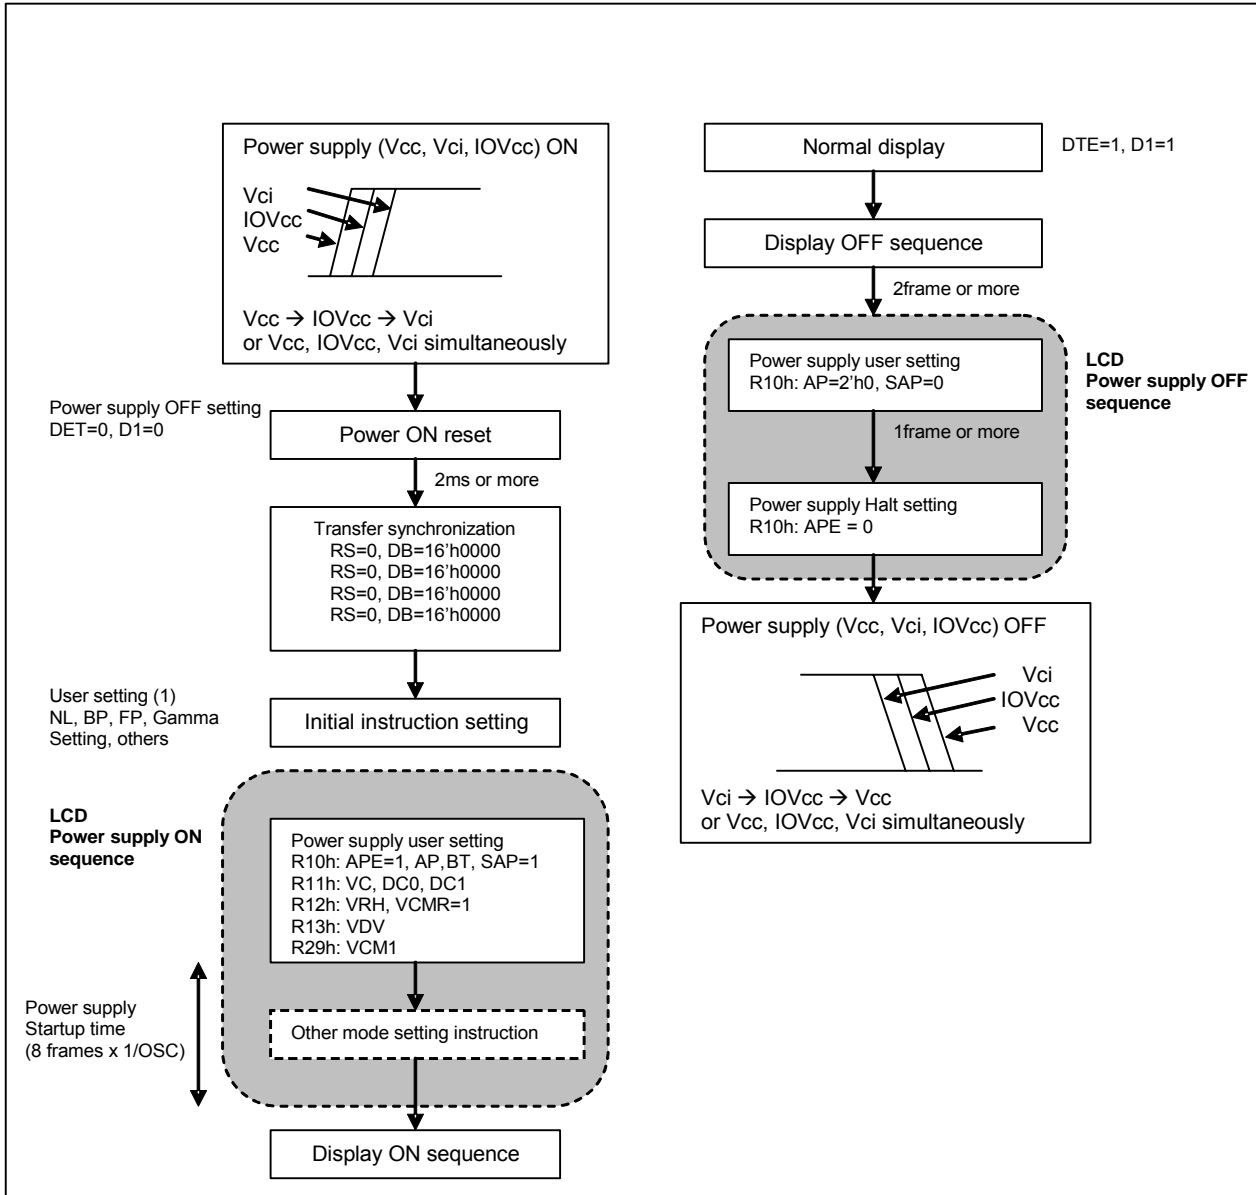 Power supply (Vcc, Vci, IOVcc) ON
Vci
IOVcc
Vcc
Vcc → IOVcc → Vci
or Vcc, IOVcc, Vci simultaneously
Power supply OFF setting
DET=0, D1=0
Power ON reset
2ms or more
Transfer synchronization
RS=0, DB=16'h0000
RS=0, DB=16'h0000
RS=0, DB=16'h0000
RS=0, DB=16'h0000
User setting (1)
NL, BP, FP, Gamma
Setting, others
Initial instruction setting
LCD
Power supply ON
sequence
Power supply user setting
R10h: APE=1, AP,BT, SAP=1
R11h: VC, DC0, DC1
R12h: VRH, VCMR=1
R13h: VDV
R29h: VCM1
Power supply
Startup time
(8 frames x 1/OSC)
Other mode setting instruction
Display ON sequence
Normal display
DTE=1, D1=1
Display OFF sequence
2frame or more
Power supply user setting
R10h: AP=2'h0, SAP=0
LCD
Power supply OFF
sequence
1frame or more
Power supply Halt setting
R10h: APE = 0
Power supply (Vcc, Vci, IOVcc) OFF
Vci
IOVcc
Vcc
Vci → IOVcc → Vcc
or Vcc, IOVcc, Vci simultaneously